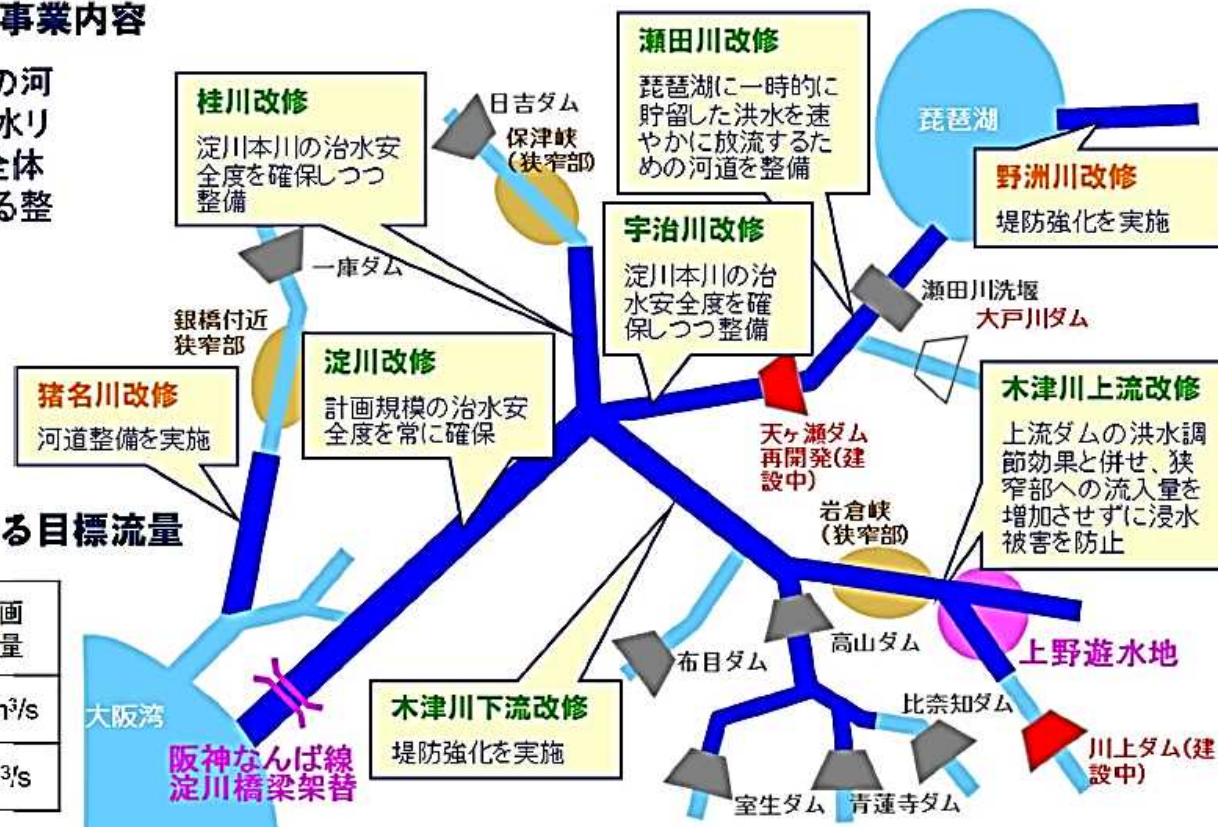 事業内容
の河
水リ
全体
る整
桂川改修
淀川本川の治水安
全度を確保しつつ
整備
日吉ダム
保津峡
(狭窄部)
瀬田川改修
琵琶湖に一時的に
貯留した洪水を速
やかに放流するた
めの河道を整備
琵琶湖
野洲川改修
堤防強化を実施
宇治川改修
淀川本川の治
水安全度を確
保しつつ整備
一庫ダム
瀬田川洗堰
大戸川ダム
銀橋付近
狭窄部
淀川改修
計画規模の治水安
全度を常に確保
猪名川改修
河道整備を実施
天ヶ瀬ダム
再開発(建
設中)
木津川上流改修
上流ダムの洪水調
節効果と併せ、狭
窄部への流入量を
増加させずに浸水
被害を防止
岩倉峡
(狭窄部)
る目標流量
画
量
m³/s
³/s
大阪湾
布目ダム
高山ダム
上野遊水地
木津川下流改修
堤防強化を実施
比奈知ダム
阪神なんば線
淀川橋梁架替
川上ダム(建
設中)
室生ダム
青蓮寺ダム